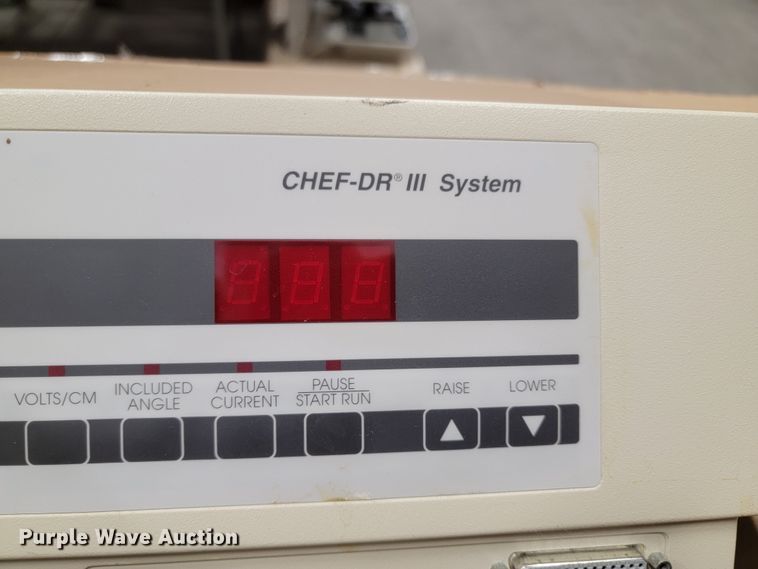 CHEF-DR® III System
VOLTS/CM
INCLUDED
ANGLE
ACTUAL
CURRENT
PAUSE
START RUN
RAISE
LOWER
Purple Wave Auction